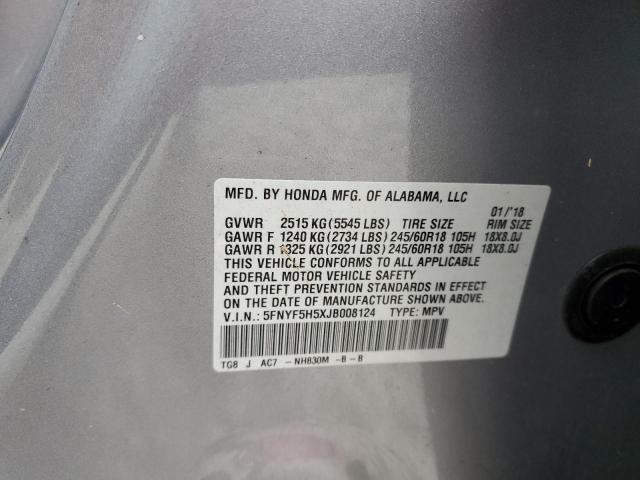 MFD. BY HONDA MFG. OF ALABAMA, LLC
01/'18
GVWR 2515 KG (5545 LBS) TIRE SIZE RIM SIZE
GAWR F 1240 KG (2734 LBS) 245/60R18 105H 18X8.0J
GAWR R 1325 KG (2921 LBS) 245/60R18 105H 18X8.0J
THIS VEHICLE CONFORMS TO ALL APPLICABLE
FEDERAL MOTOR VEHICLE SAFETY
AND THEFT PREVENTION STANDARDS IN EFFECT
ON THE DATE OF MANUFACTURE SHOWN ABOVE.
V.I.N.: 5FNYF5H5XJB008124 TYPE: MPV
TG8 J AC7 -NH830M -B-B